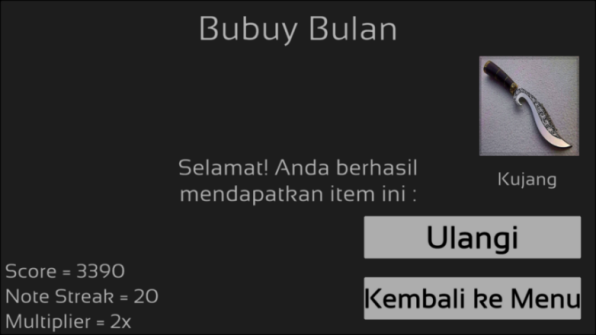 Bubuy Bulan
Selamat! Anda berhasil
mendapatkan item ini :
Kujang
Ulangi
Kembali ke Menu
Score = 3390
Note Streak = 20
Multiplier = 2x